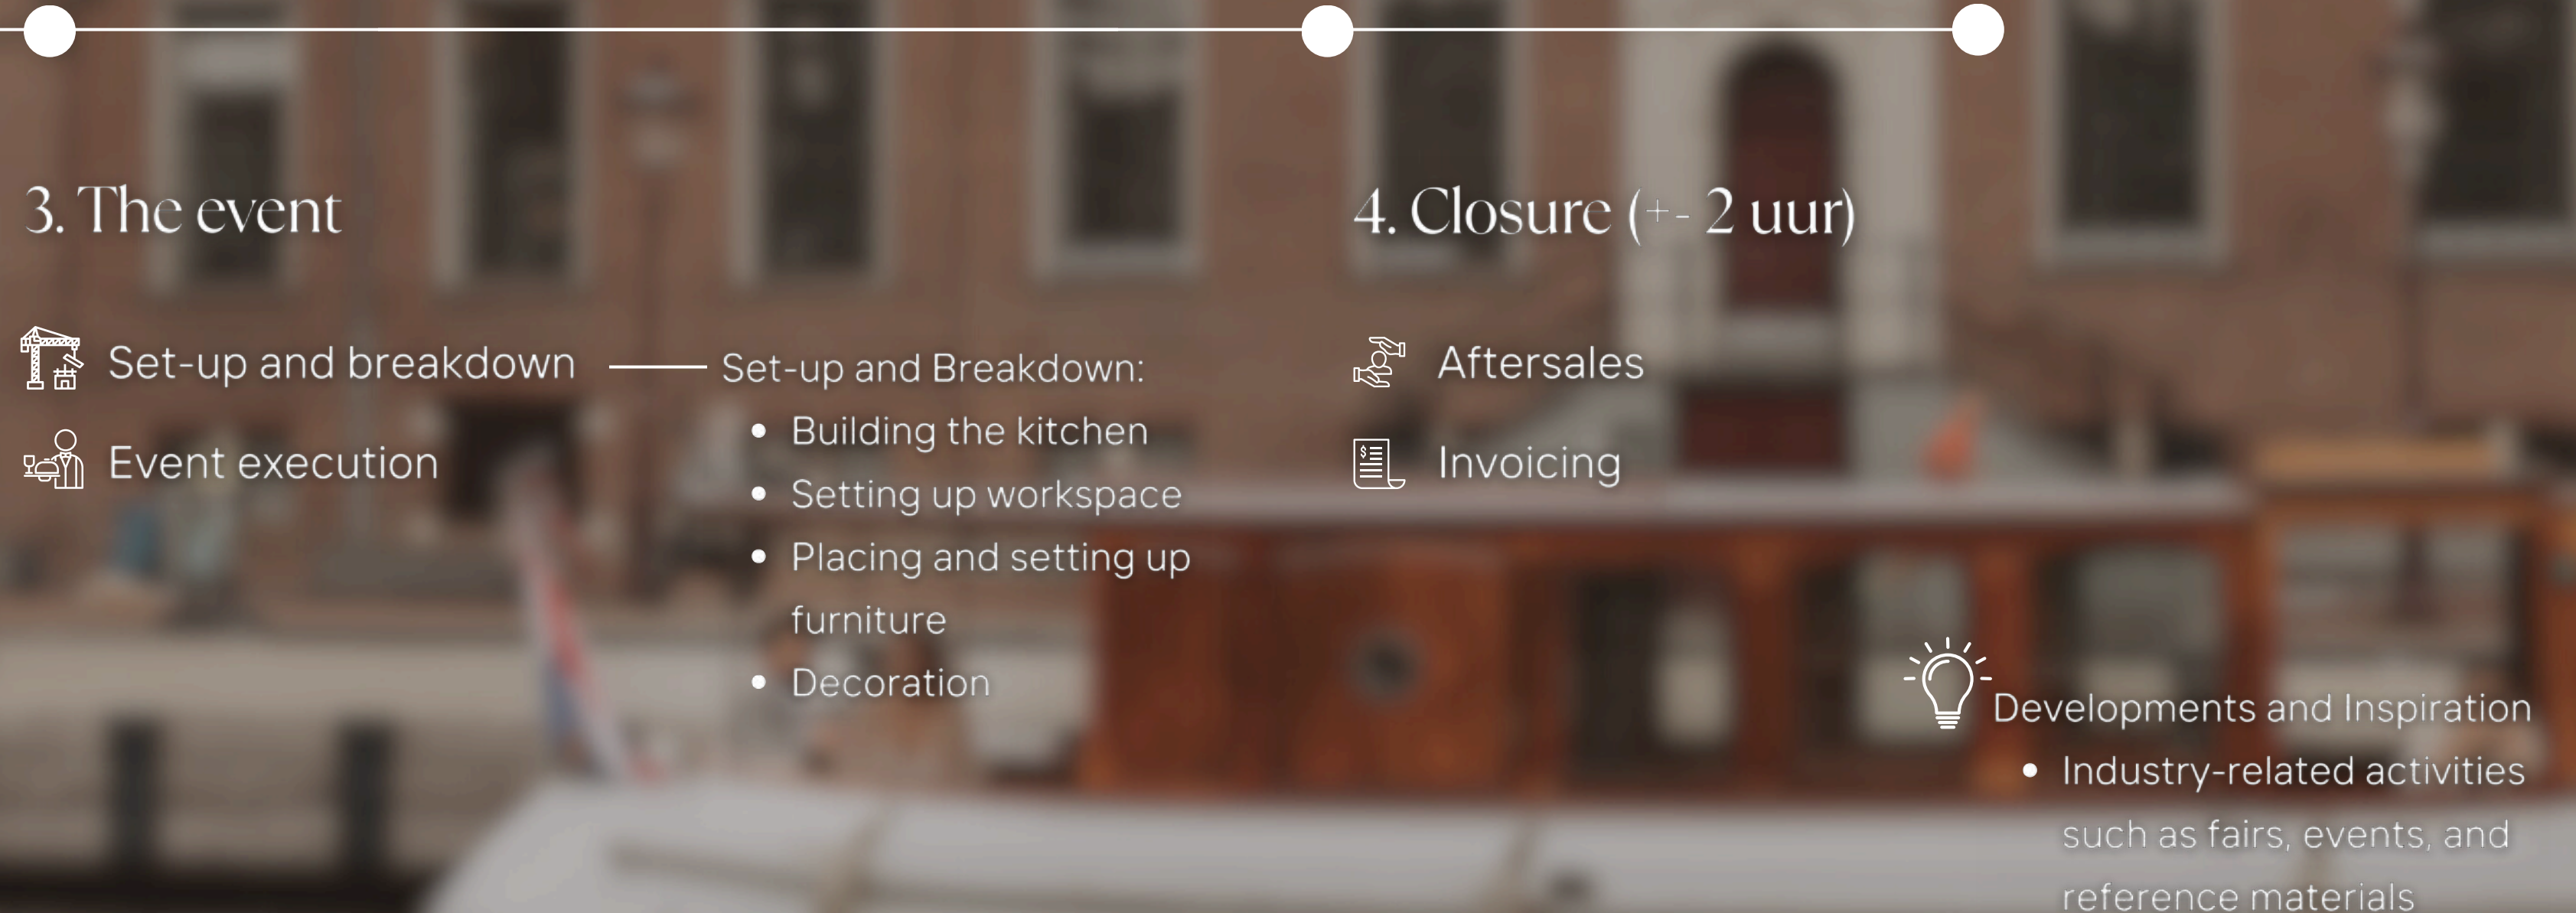 3. The event
Set-up and breakdown
Event execution
Set-up and Breakdown:
• Building the kitchen
• Setting up workspace
• Placing and setting up
furniture
• Decoration
4. Closure (+- 2 uur)
Aftersales
$
Invoicing
Developments and Inspiration
• Industry-related activities
such as fairs, events, and
reference materials